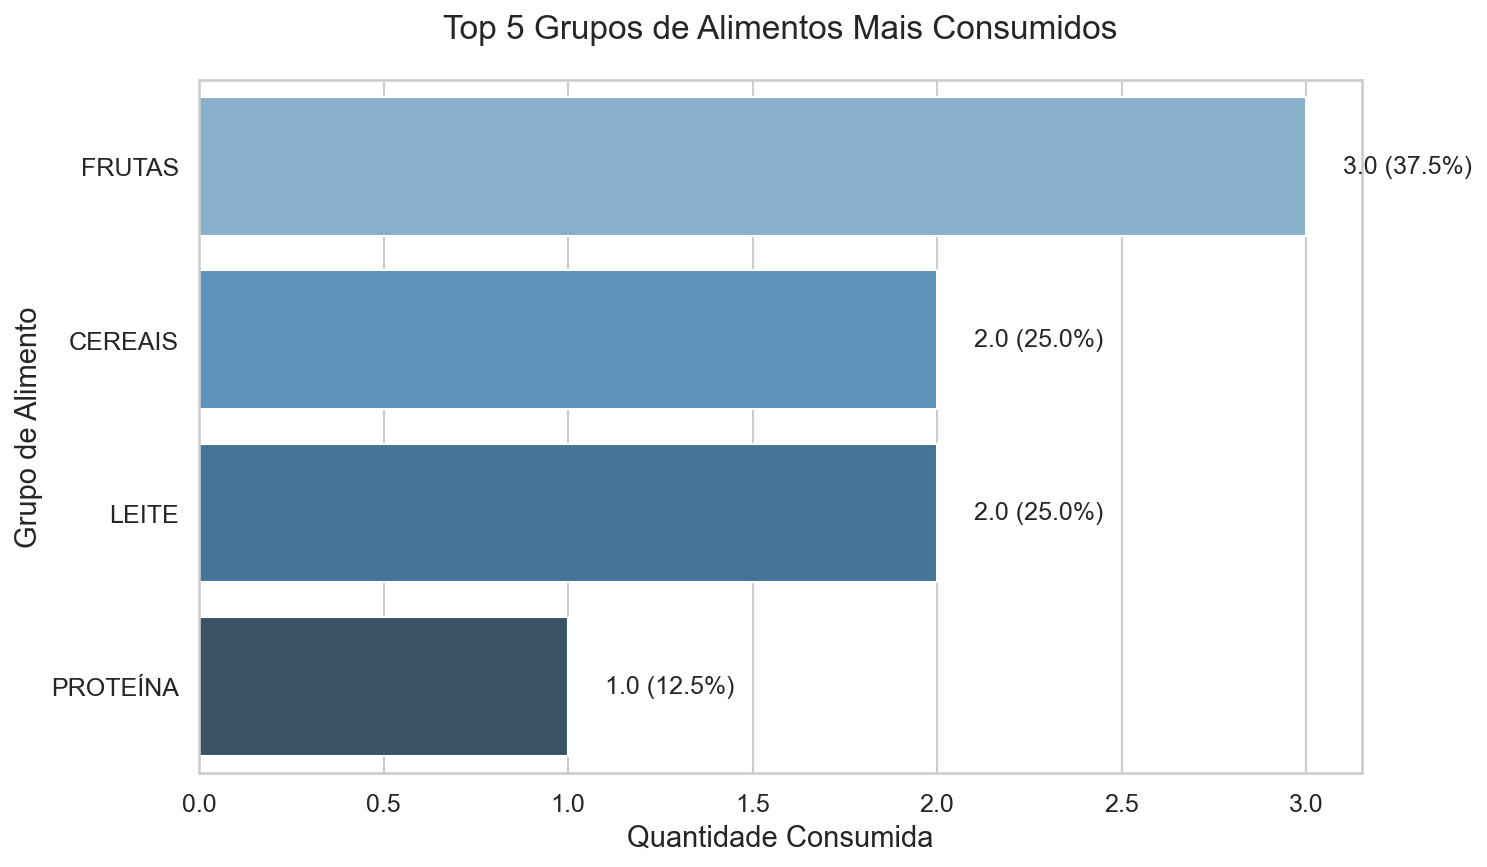 Top 5 Grupos de Alimentos Mais Consumidos
Grupo de Alimento
FRUTAS
3.0 (37.5%)
CEREAIS
2.0 (25.0%)
LEITE
2.0 (25.0%)
PROTEÍNA
1.0 (12.5%)
0.0 0.5 1.0 1.5 2.0 2.5 3.0
Quantidade Consumida